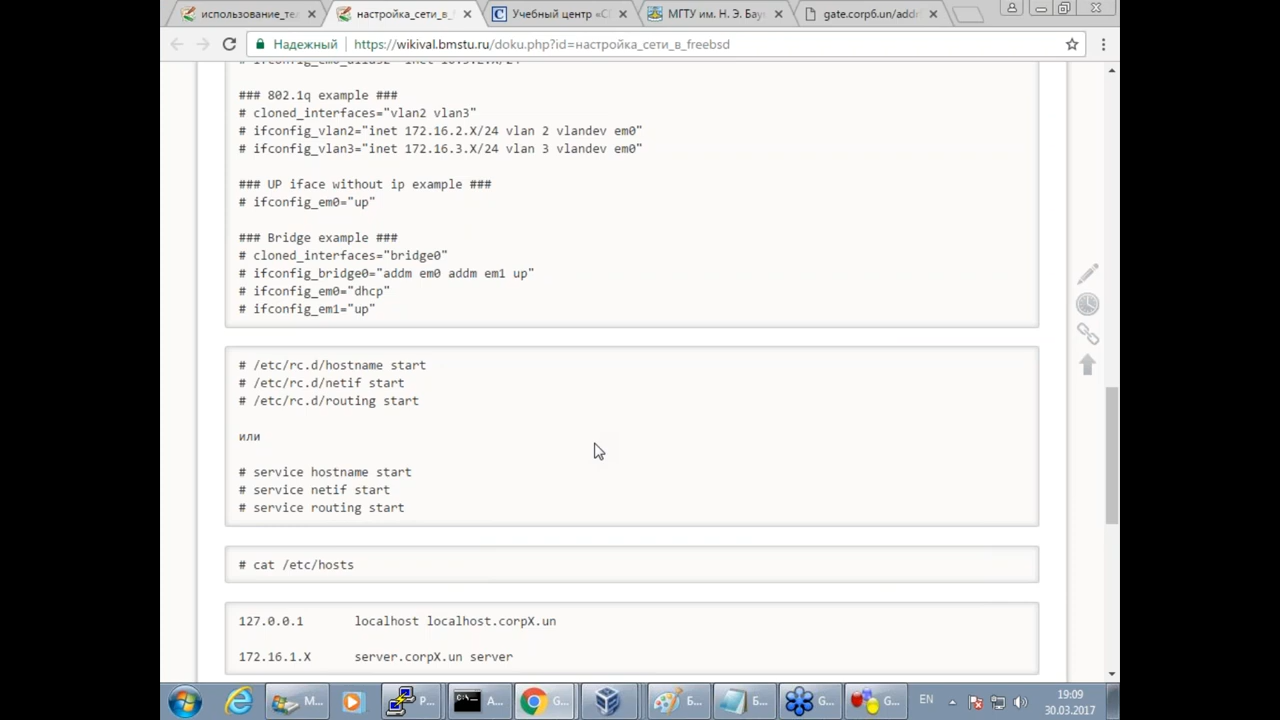 использование_тел
настройка_сети_в_
Учебный центр «С
МГТУ им. Н. Э. Бау
gate.corp6.un/add
Надежный
https://wikival.bmstu.ru/doku.php?id=настройка_сети_в_freebsd
### 802.1q example ###
# cloned_interfaces="vlan2 vlan3"
# ifconfig_vlan2="inet 172.16.2.X/24 vlan 2 vlandev em0"
# ifconfig_vlan3="inet 172.16.3.X/24 vlan 3 vlandev em0"
### UP iface without ip example ###
# ifconfig_em0="up"
### Bridge example ###
# cloned_interfaces="bridge0"
# ifconfig_bridge0="addm em0 addm em1 up"
# ifconfig_em0="dhcp"
# ifconfig_em1="up"
# /etc/rc.d/hostname start
# /etc/rc.d/netif start
# /etc/rc.d/routing start
или
# service hostname start
# service netif start
# service routing start
# cat /etc/hosts
127.0.0.1 localhost localhost.corpX.un
172.16.1.X server.corpX.un server
M...
P...
A...
G...
Б...
Б...
G...
G...
EN
19:09
30.03.2017